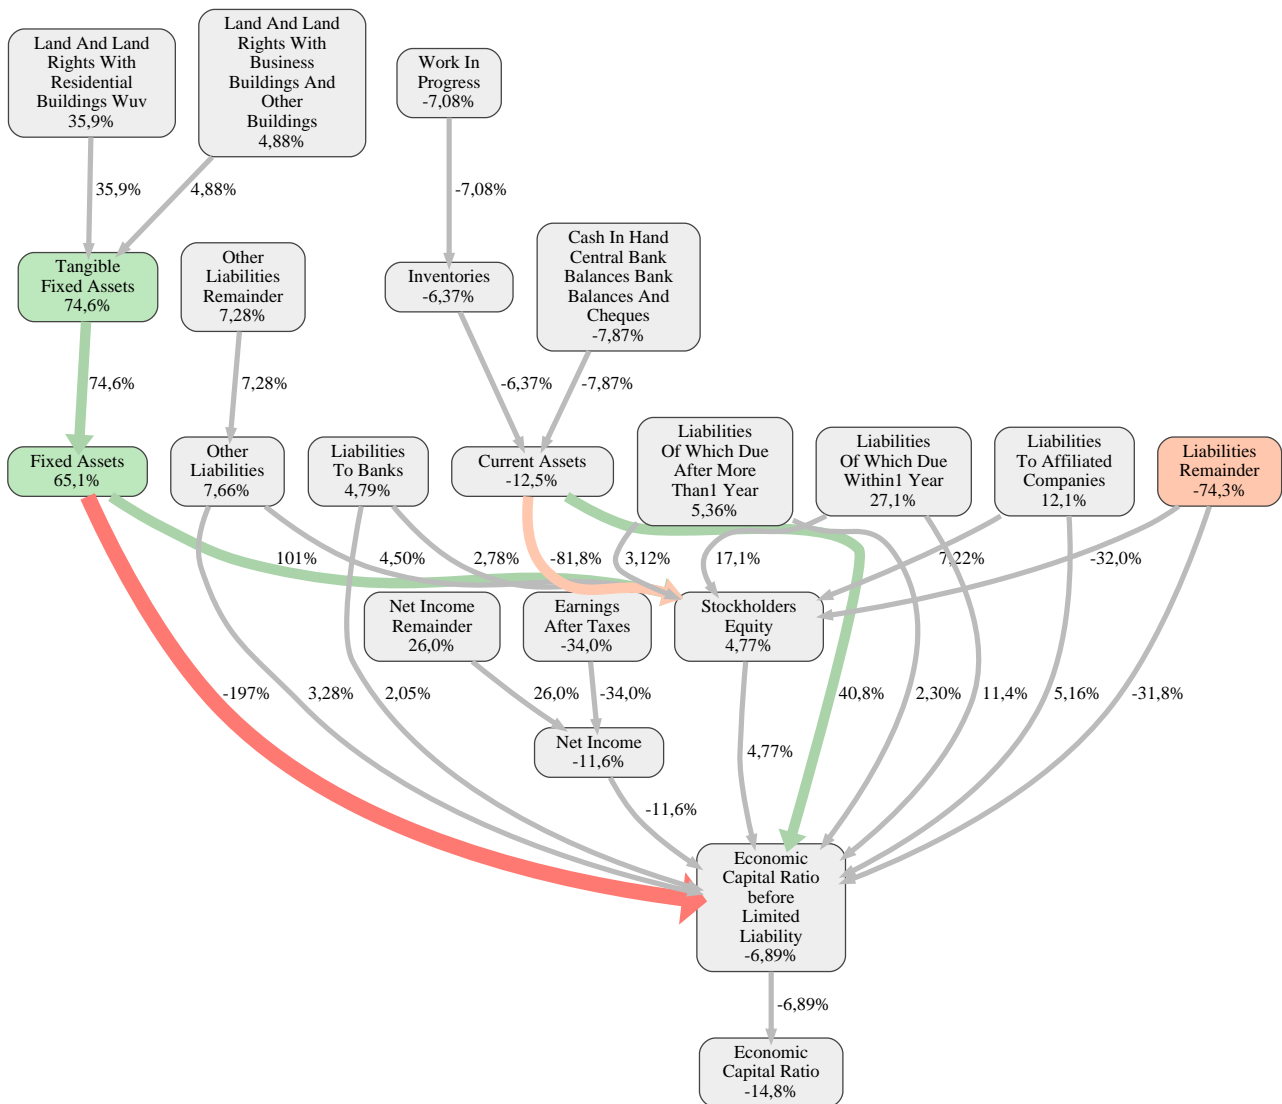 Land And Land
Rights With
Residential
Buildings Wuv
35,9%
Land And Land
Rights With
Business
Buildings And
Other
Buildings
4,88%
Work In
Progress
-7,08%
35,9%
4,88%
-7,08%
Tangible
Fixed Assets
74,6%
Other
Liabilities
Remainder
7,28%
Inventories
-6,37%
Cash In Hand
Central Bank
Balances Bank
Balances And
Cheques
-7,87%
74,6%
7,28%
-6,37%
-7,87%
Fixed Assets
65,1%
Other
Liabilities
7,66%
Liabilities
To Banks
4,79%
Current Assets
-12,5%
Liabilities
Of Which Due
After More
Than1 Year
5,36%
Liabilities
Of Which Due
Within1 Year
27,1%
Liabilities
To Affiliated
Companies
12,1%
Liabilities
Remainder
-74,3%
101%
4,50%
2,78%
-81,8%
3,12%
17,1%
7,22%
-32,0%
Net Income
Remainder
26,0%
Earnings
After Taxes
-34,0%
Stockholders
Equity
4,77%
-197%
3,28%
2,05%
26,0%
-34,0%
40,8%
2,30%
11,4%
5,16%
-31,8%
Net Income
-11,6%
4,77%
-11,6%
Economic
Capital Ratio
before
Limited
Liability
-6,89%
-6,89%
Economic
Capital Ratio
-14,8%